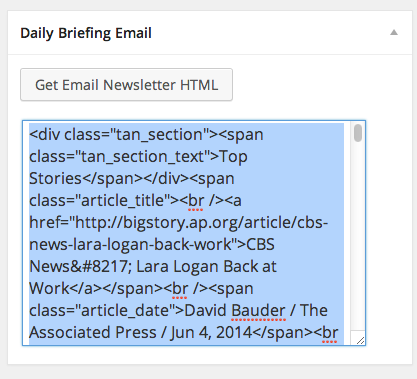 Daily Briefing Email
Get Email Newsletter HTML
<div class="tan_section"><span
class="tan_section_text">Top
Stories</span></div><span
class="article_title"><br /><a
href="http://bigstory.ap.org/article/cbs-
news-lara-logan-back-work">CBS
News&#8217; Lara Logan Back at
Work</a></span><br /><span
class="article_date">David Bauder / The
Associated Press / Jun 4, 2014</span><br